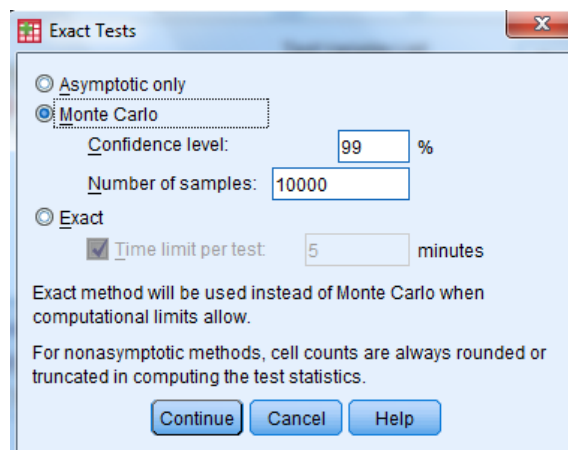 Exact Tests
Asymptotic only
Monte Carlo
Confidence level: 99 %
Number of samples: 10000
Exact
Time limit per test: 5 minutes
Exact method will be used instead of Monte Carlo when
computational limits allow.
For nonasymptotic methods, cell counts are always rounded or
truncated in computing the test statistics.
Continue Cancel Help